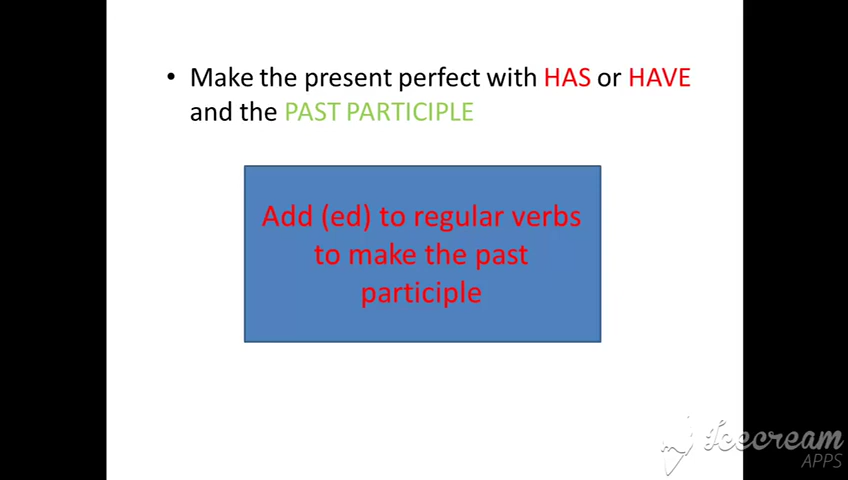 • Make the present perfect with HAS or HAVE
and the PAST PARTICIPLE
Add (ed) to regular verbs
to make the past
participle
Icecream
APPS